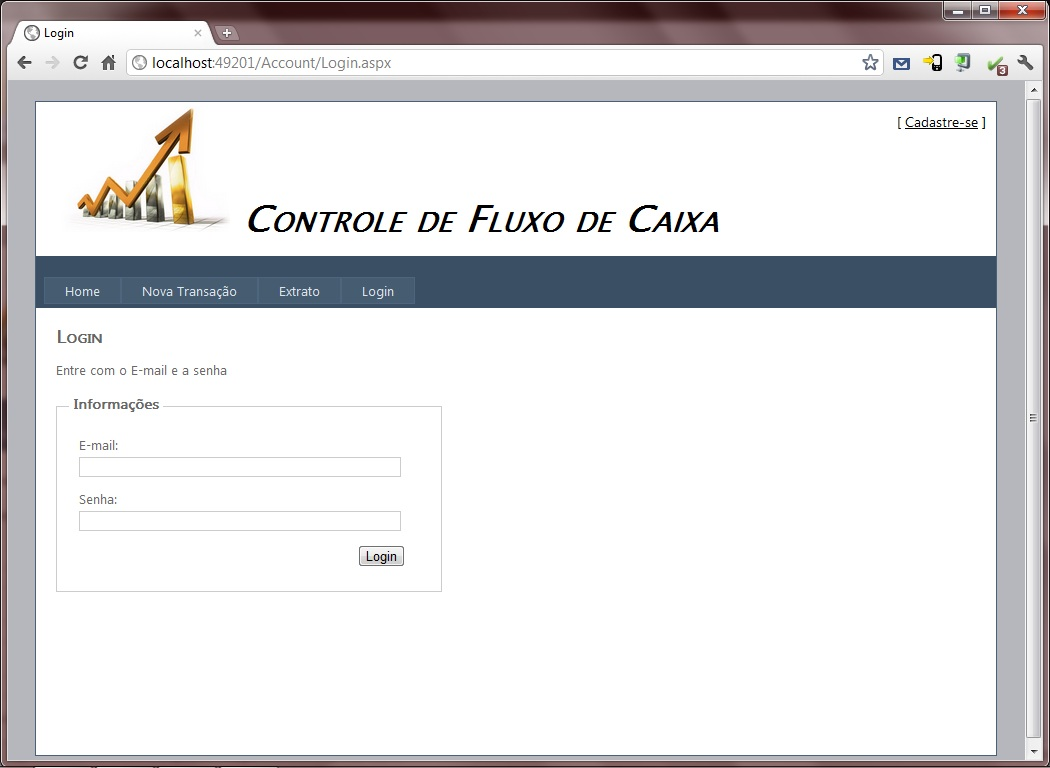 Login
localhost:49201/Account/Login.aspx
3
[ Cadastre-se ]
Controle de Fluxo de Caixa
Home Nova Transação Extrato Login
Login
Entre com o E-mail e a senha
Informações
E-mail:
Senha:
Login